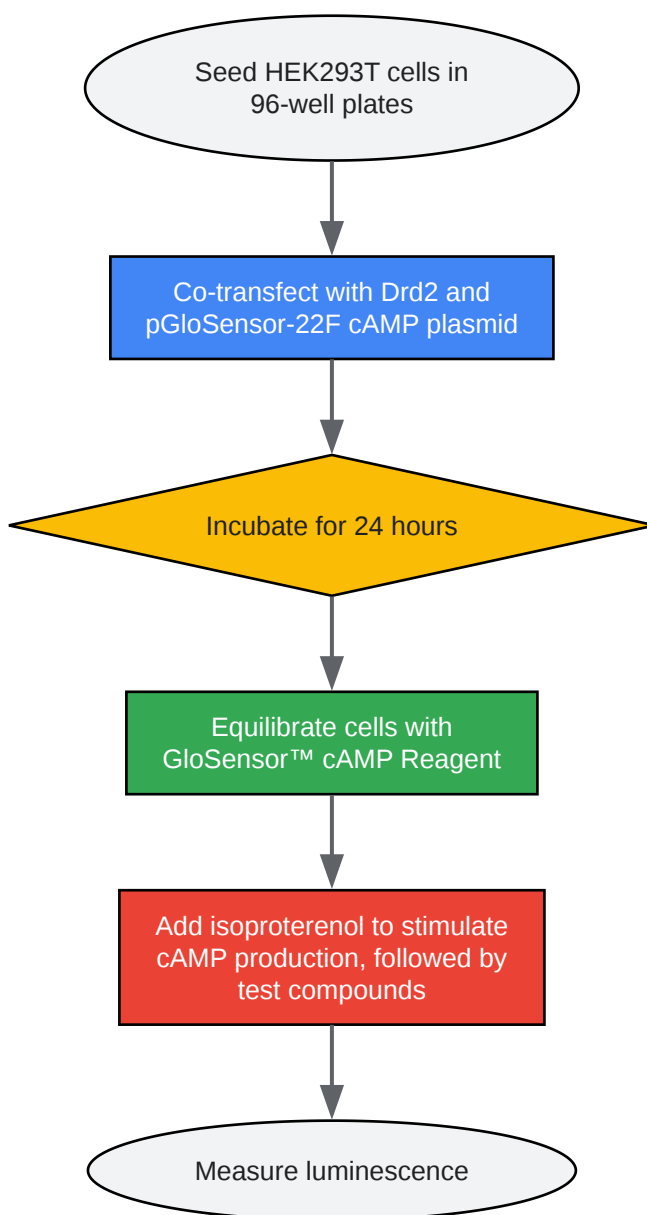 Seed HEK293T cells in
96-well plates
Co-transfect with Drd2 and
pGloSensor-22F cAMP plasmid
Incubate for 24 hours
Equilibrate cells with
GloSensor™ cAMP Reagent
Add isoproterenol to stimulate
cAMP production, followed by
test compounds
Measure luminescence